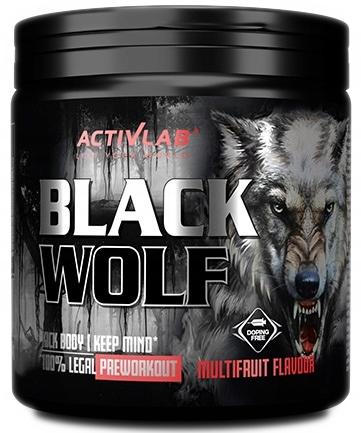 ACTIVLAB
BLACK
WOLF
BODY | KEEP MIND*
100% LEGAL PREWORKOUT
MULTIFRUIT FLAVOUR
DOPING
FREE